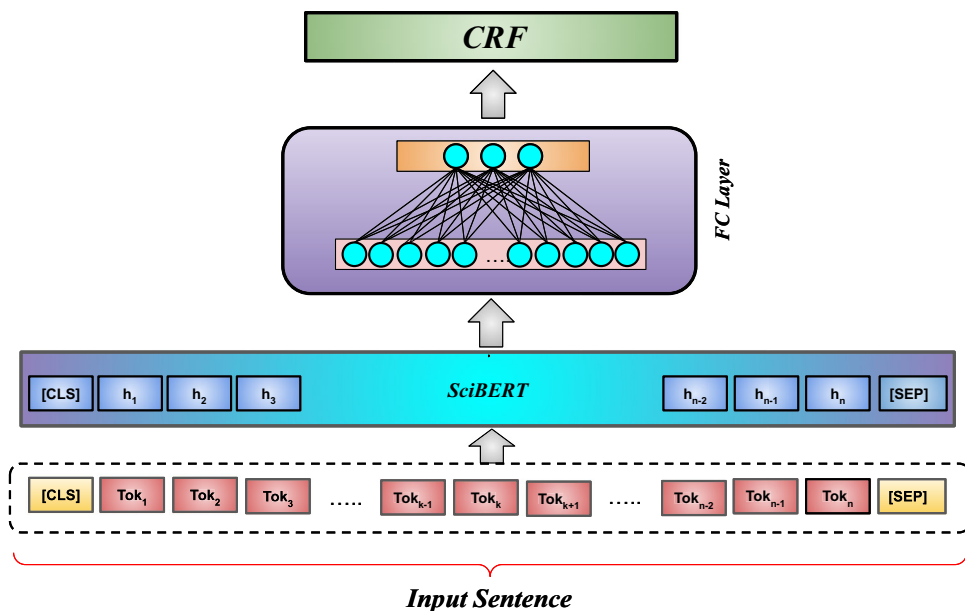 CRF
FC Layer
....
SciBERT
[CLS] h1 h2 h3 hn-2 hn-1 hn [SEP]
[CLS] Tok1 Tok2 Tok3 ..... Tokk-1 Tokk Tokk+1 ..... Tokn-2 Tokn-1 Tokn [SEP]
Input Sentence